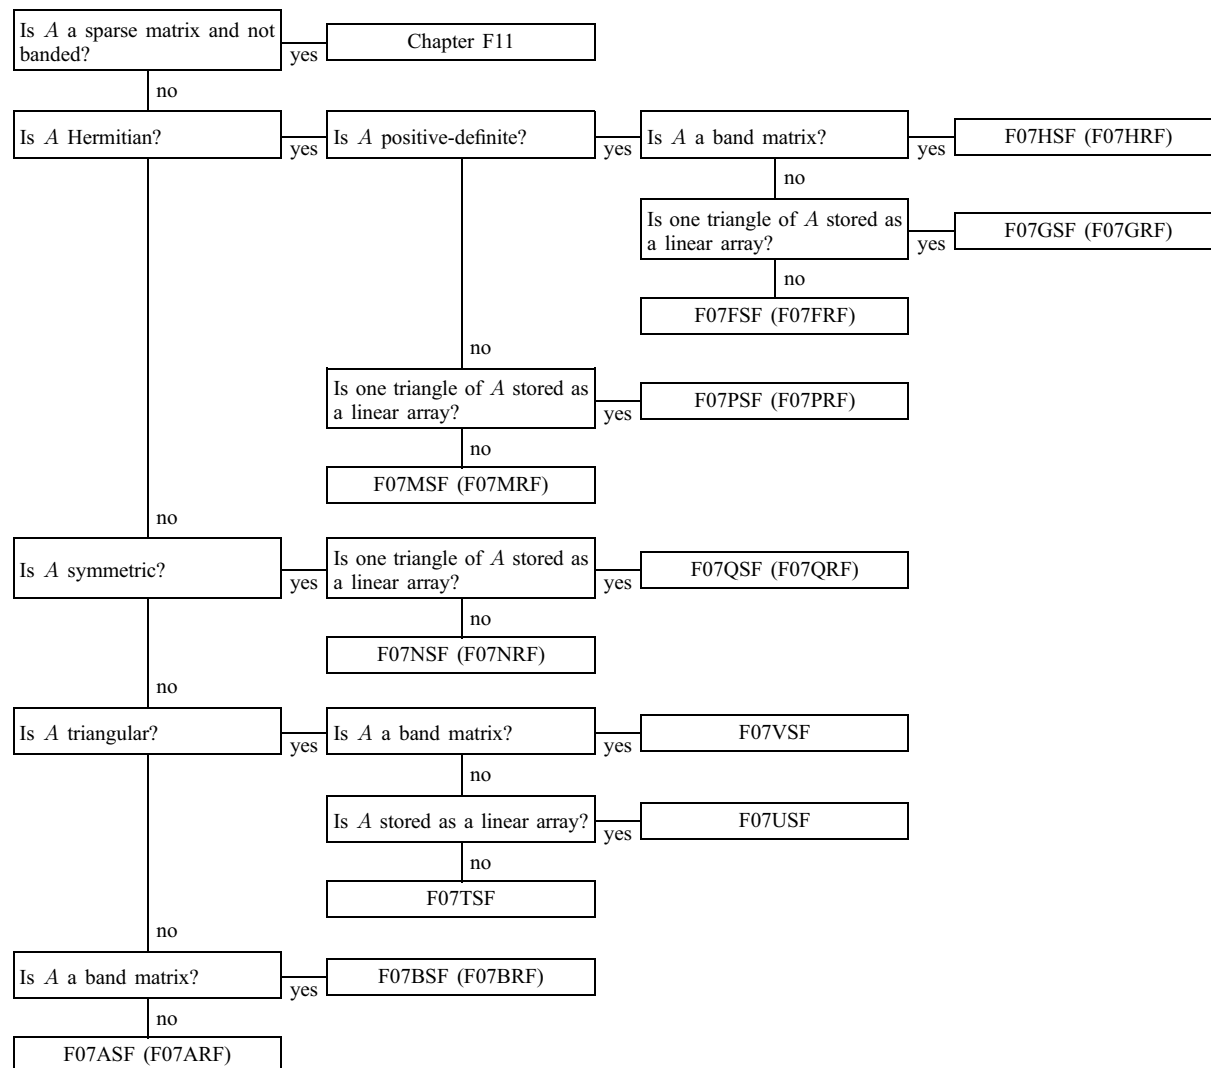 Is A a sparse matrix and not
banded?
yes
Chapter F11
no
Is A Hermitian?
yes
Is A positive-definite?
yes
Is A a band matrix?
yes
F07HSF (F07HRF)
no
Is one triangle of A stored as
a linear array?
yes
F07GSF (F07GRF)
no
F07FSF (F07FRF)
no
Is one triangle of A stored as
a linear array?
yes
F07PSF (F07PRF)
no
F07MSF (F07MRF)
no
Is A symmetric?
yes
Is one triangle of A stored as
a linear array?
yes
F07QSF (F07QRF)
no
F07NSF (F07NRF)
no
Is A triangular?
yes
Is A a band matrix?
yes
F07VSF
no
Is A stored as a linear array?
yes
F07USF
no
F07TSF
no
Is A a band matrix?
yes
F07BSF (F07BRF)
no
F07ASF (F07ARF)